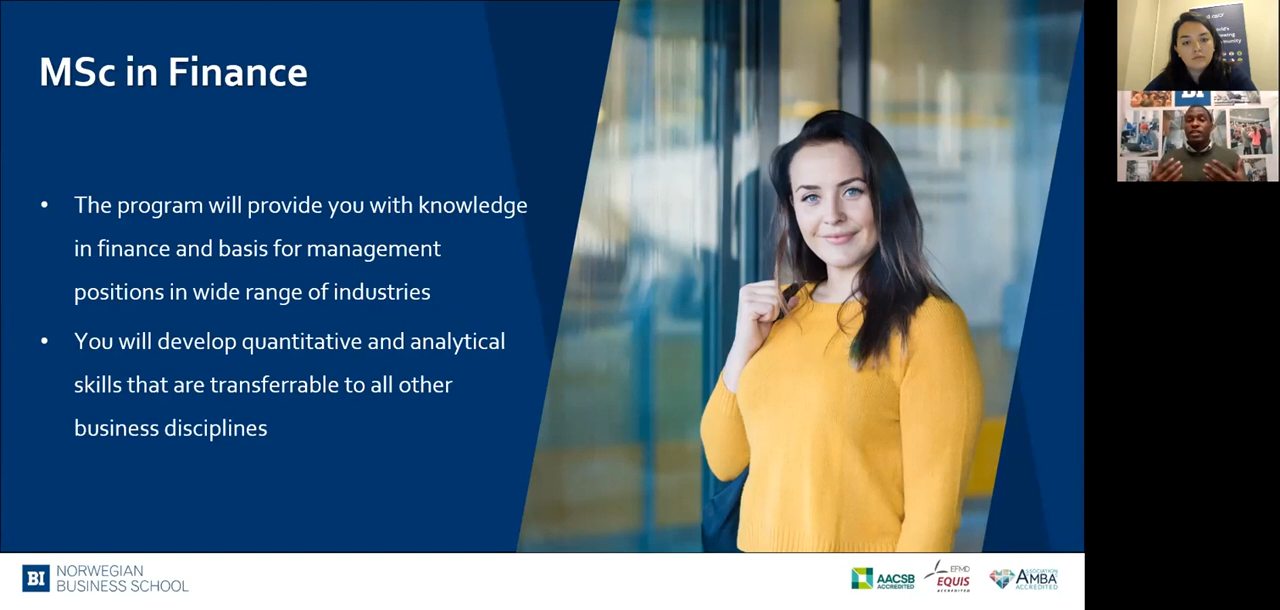 MSc in Finance
• The program will provide you with knowledge
in finance and basis for management
positions in wide range of industries
• You will develop quantitative and analytical
skills that are transferrable to all other
business disciplines
BI NORWEGIAN
BUSINESS SCHOOL
AACSB
ACCREDITED
EFMD
EQUIS
ACCREDITED
ASSOCIATION
AMBA
ACCREDITED
BI